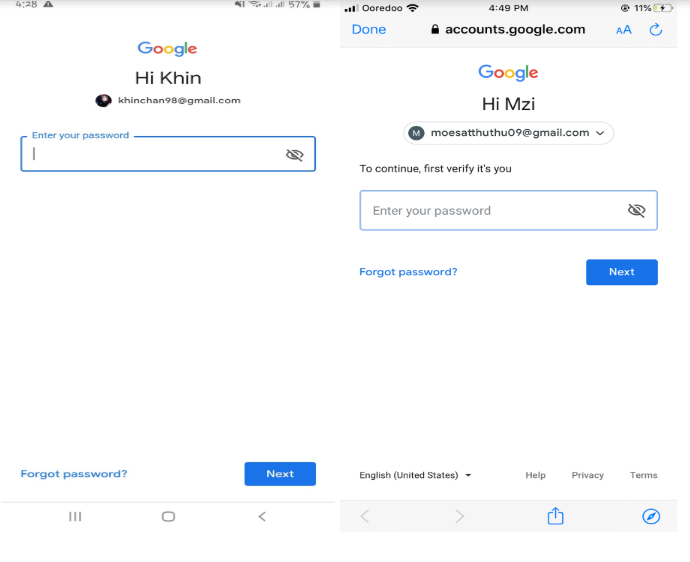 4:28 57%
Google
Hi Khin
khinchan98@gmail.com
Enter your password
Forgot password?
Next
Ooredoo 4:49 PM 11%
Done accounts.google.com AA
Google
Hi Mzi
M moesatthuthu09@gmail.com
To continue, first verify it's you
Enter your password
Forgot password? Next
English (United States) Help Privacy Terms